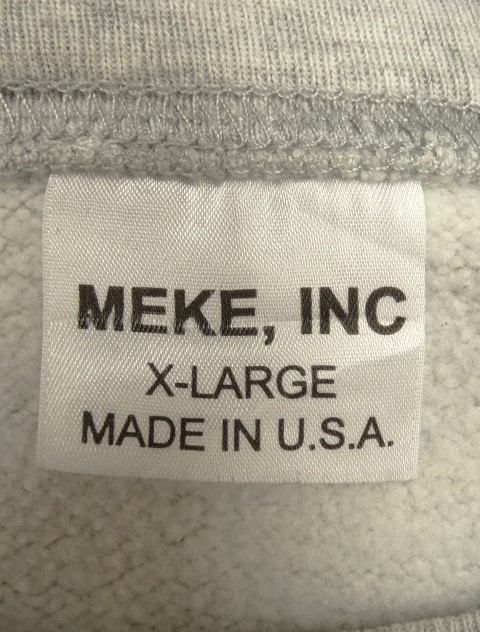 MEKE, INC
X-LARGE
MADE IN U.S.A.